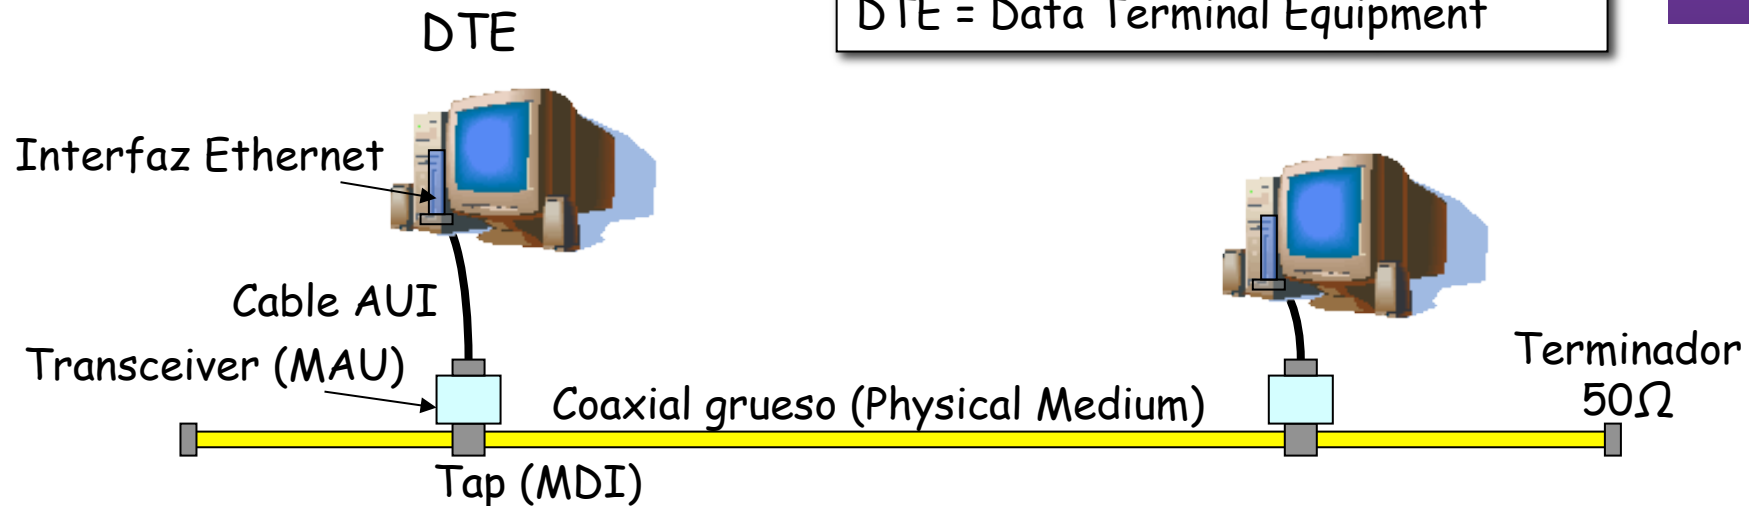 DTE = Data Terminal Equipment
DTE
Interfaz Ethernet
Cable AUI
Transceiver (MAU)
Coaxial grueso (Physical Medium)
Terminador
50Ω
Tap (MDI)